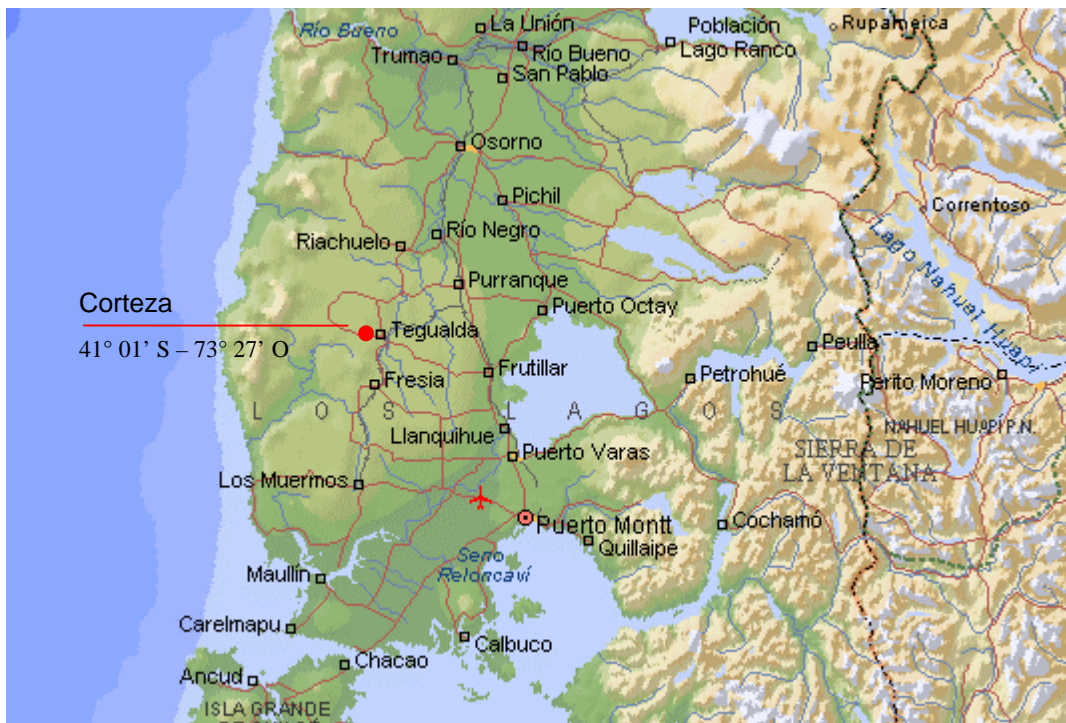 La Unión
Población
Rupameica
Río Bueno
Trumao
Río Bueno
Lago Ranco
San Pablo
Osorno
Pichil
Correntoso
Río Negro
Riachuelo
Lago Nahuel Huapi
Purranque
Corteza
Puerto Octay
Tegualda
41° 01' S – 73° 27' O
Peulla
Frutillar
Petrohué
Perito Moreno
Fresia
L O S L A G O S
Llanquihue
NAHUEL HUAPÍ P.N.
Puerto Varas
SIERRA DE
LA VENTANA
Los Muermos
Puerto Montt
Cochamó
Quillaipe
Seno
Reloncaví
Maullín
Carelmapu
Calbuco
Chacao
Ancud
ISLA GRANDE